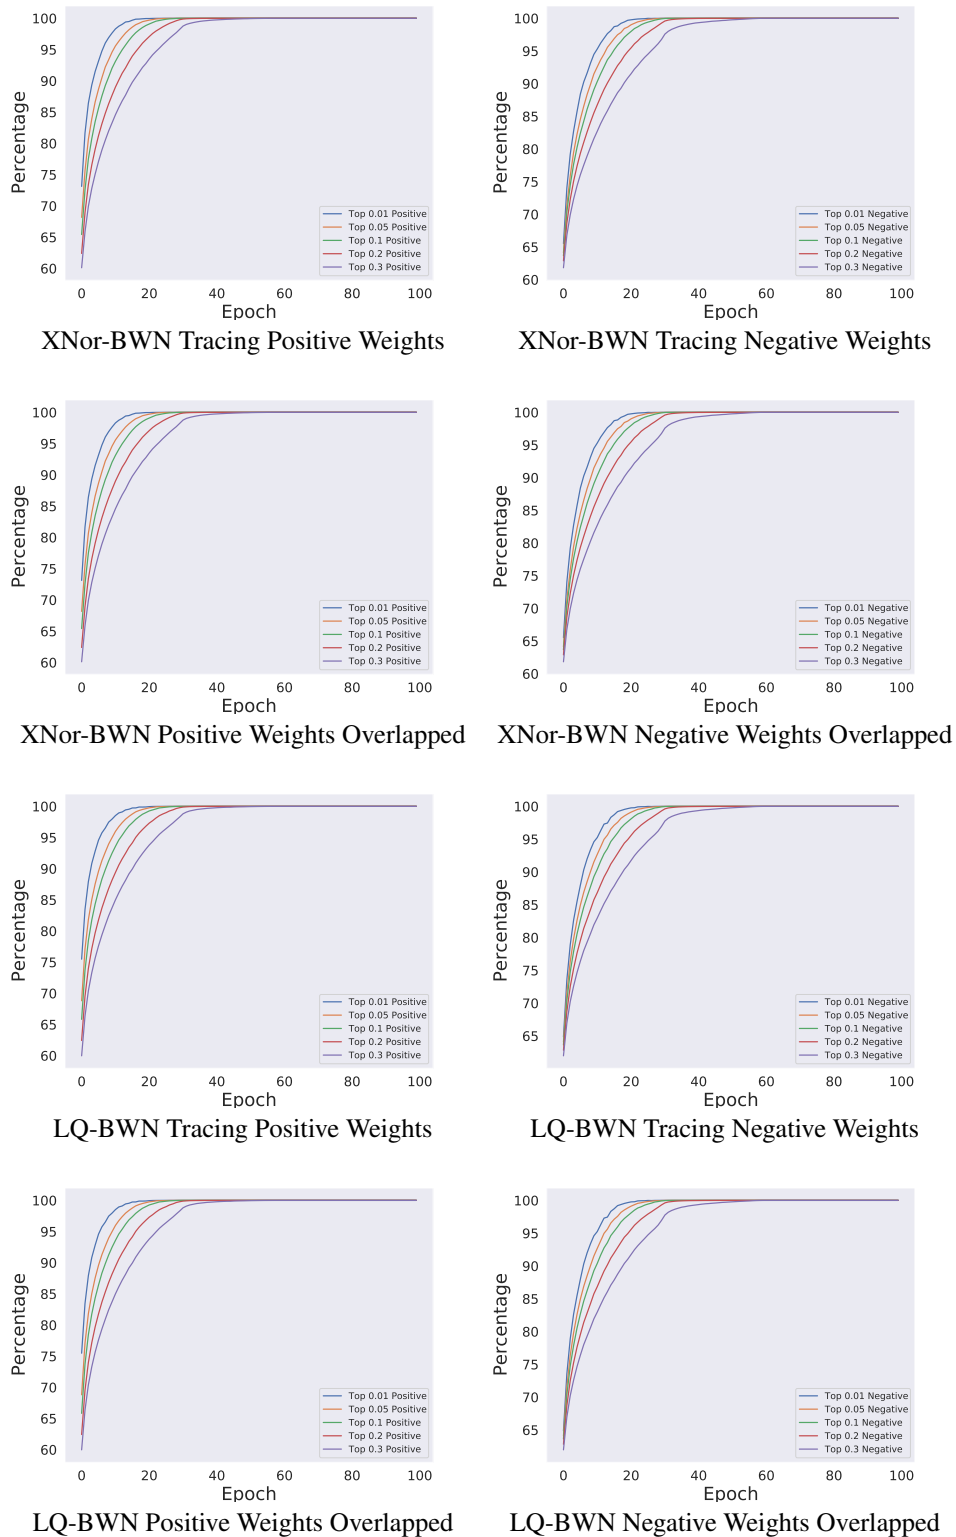 100
95
90
85
80
75
70
65
60
Percentage
0 20 40 60 80 100
Epoch
Top 0.01 Positive
Top 0.05 Positive
Top 0.1 Positive
Top 0.2 Positive
Top 0.3 Positive
XNor-BWN Tracing Positive Weights
100
95
90
85
80
75
70
65
60
Percentage
0 20 40 60 80 100
Epoch
Top 0.01 Negative
Top 0.05 Negative
Top 0.1 Negative
Top 0.2 Negative
Top 0.3 Negative
XNor-BWN Tracing Negative Weights
100
95
90
85
80
75
70
65
60
Percentage
0 20 40 60 80 100
Epoch
Top 0.01 Positive
Top 0.05 Positive
Top 0.1 Positive
Top 0.2 Positive
Top 0.3 Positive
XNor-BWN Positive Weights Overlapped
100
95
90
85
80
75
70
65
60
Percentage
0 20 40 60 80 100
Epoch
Top 0.01 Negative
Top 0.05 Negative
Top 0.1 Negative
Top 0.2 Negative
Top 0.3 Negative
XNor-BWN Negative Weights Overlapped
100
95
90
85
80
75
70
65
60
Percentage
0 20 40 60 80 100
Epoch
Top 0.01 Positive
Top 0.05 Positive
Top 0.1 Positive
Top 0.2 Positive
Top 0.3 Positive
LQ-BWN Tracing Positive Weights
100
95
90
85
80
75
70
65
Percentage
0 20 40 60 80 100
Epoch
Top 0.01 Negative
Top 0.05 Negative
Top 0.1 Negative
Top 0.2 Negative
Top 0.3 Negative
LQ-BWN Tracing Negative Weights
100
95
90
85
80
75
70
65
60
Percentage
0 20 40 60 80 100
Epoch
Top 0.01 Positive
Top 0.05 Positive
Top 0.1 Positive
Top 0.2 Positive
Top 0.3 Positive
LQ-BWN Positive Weights Overlapped
100
95
90
85
80
75
70
65
Percentage
0 20 40 60 80 100
Epoch
Top 0.01 Negative
Top 0.05 Negative
Top 0.1 Negative
Top 0.2 Negative
Top 0.3 Negative
LQ-BWN Negative Weights Overlapped